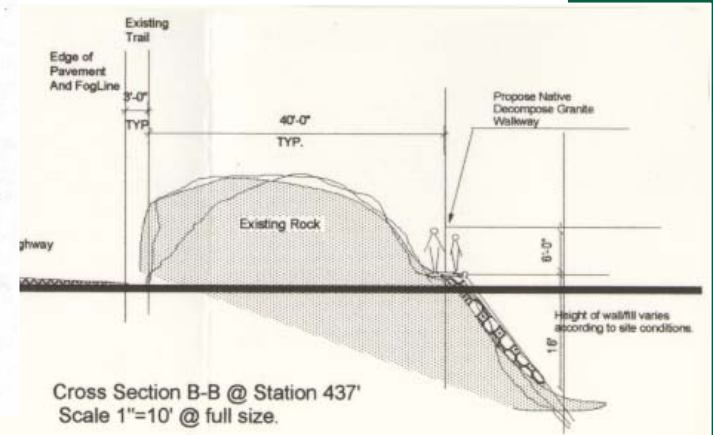 Existing
Trail
Edge of
Pavement
And FogLine
3'-0"
TYP
40'-0"
TYP.
Propose Native
Decompose Granite
Walkway
Existing Rock
ghway
6'-0"
Height of wall/fill varies
according to site conditions.
16'
Cross Section B-B @ Station 437'
Scale 1"=10' @ full size.